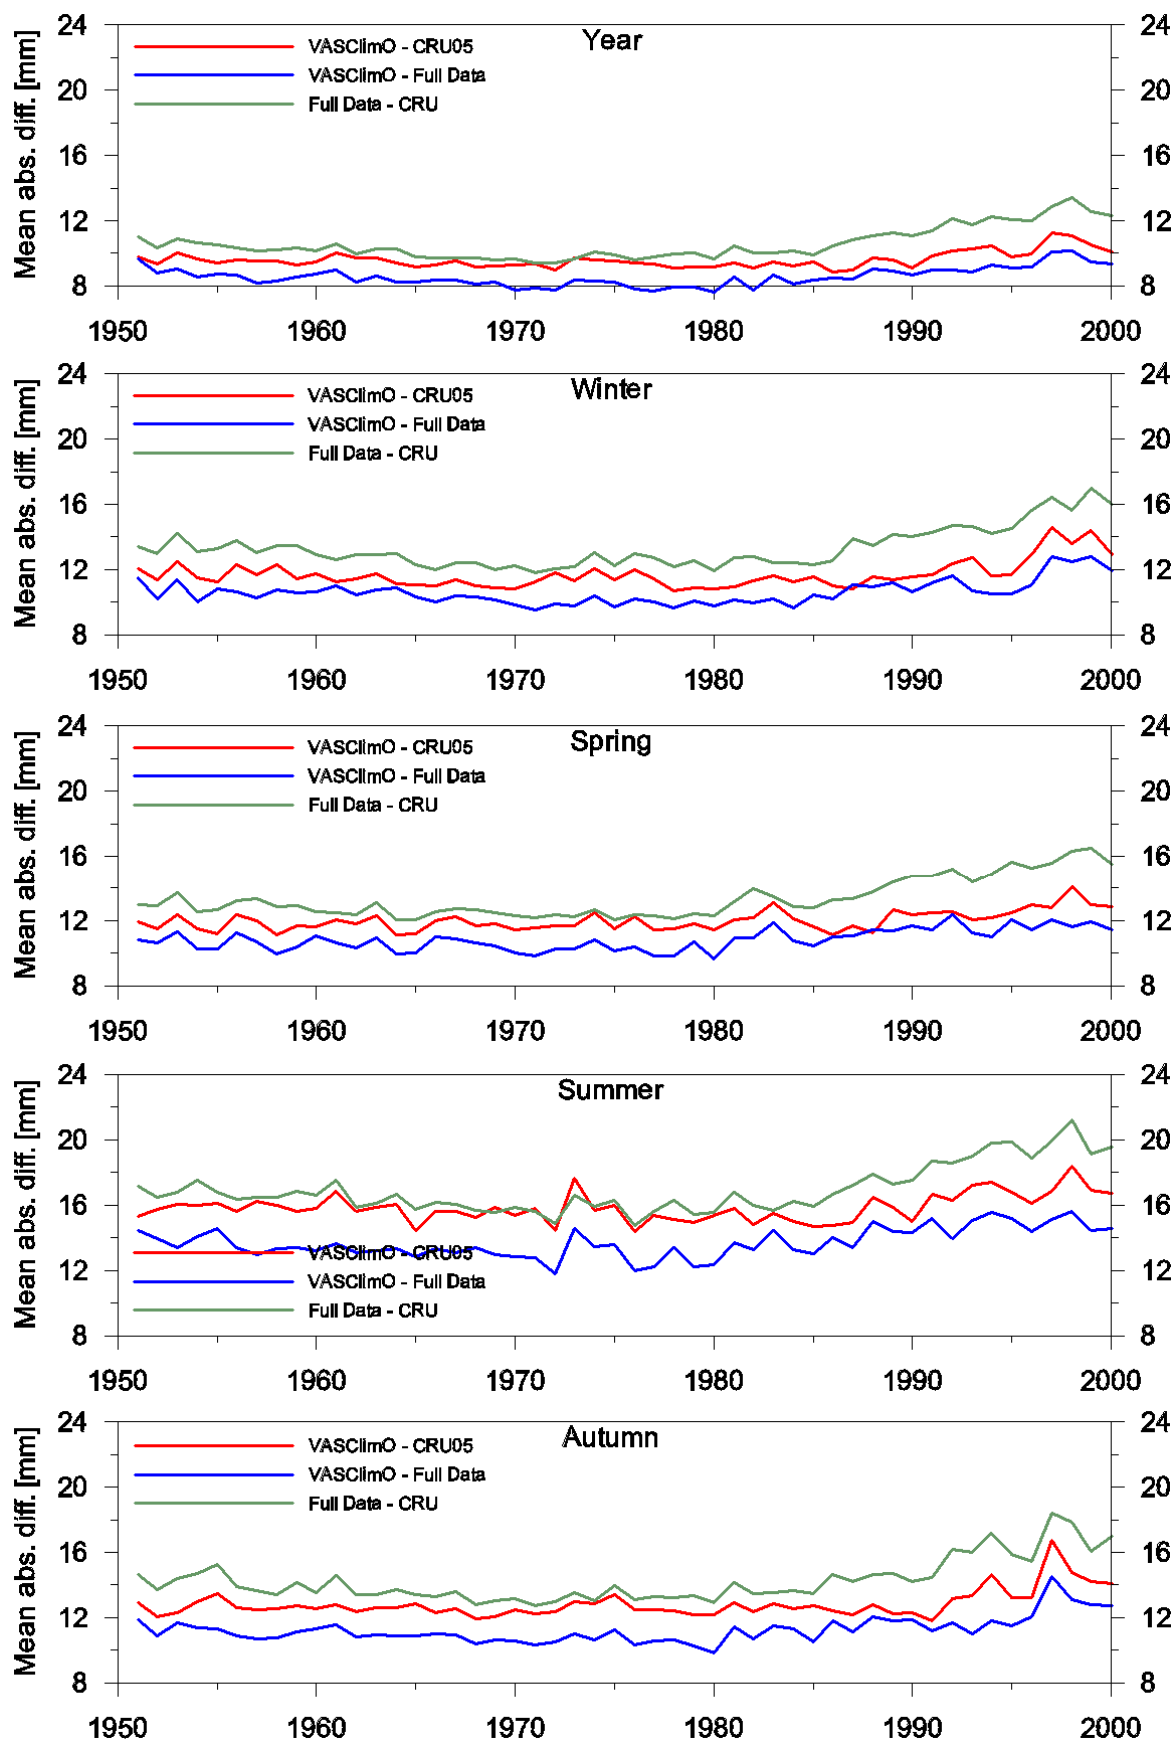 Year
VASClimO - CRU05
VASClimO - Full Data
Full Data - CRU
Mean abs. diff. [mm]
24 24
20 20
16 16
12 12
8 8
1950 1960 1970 1980 1990 2000
Winter
VASClimO - CRU05
VASClimO - Full Data
Full Data - CRU
Mean abs. diff. [mm]
24 24
20 20
16 16
12 12
8 8
1950 1960 1970 1980 1990 2000
Spring
VASClimO - CRU05
VASClimO - Full Data
Full Data - CRU
Mean abs. diff. [mm]
24 24
20 20
16 16
12 12
8 8
1950 1960 1970 1980 1990 2000
Summer
VASClimO - CRU05
VASClimO - Full Data
Full Data - CRU
Mean abs. diff. [mm]
24 24
20 20
16 16
12 12
8 8
1950 1960 1970 1980 1990 2000
Autumn
VASClimO - CRU05
VASClimO - Full Data
Full Data - CRU
Mean abs. diff. [mm]
24 24
20 20
16 16
12 12
8 8
1950 1960 1970 1980 1990 2000